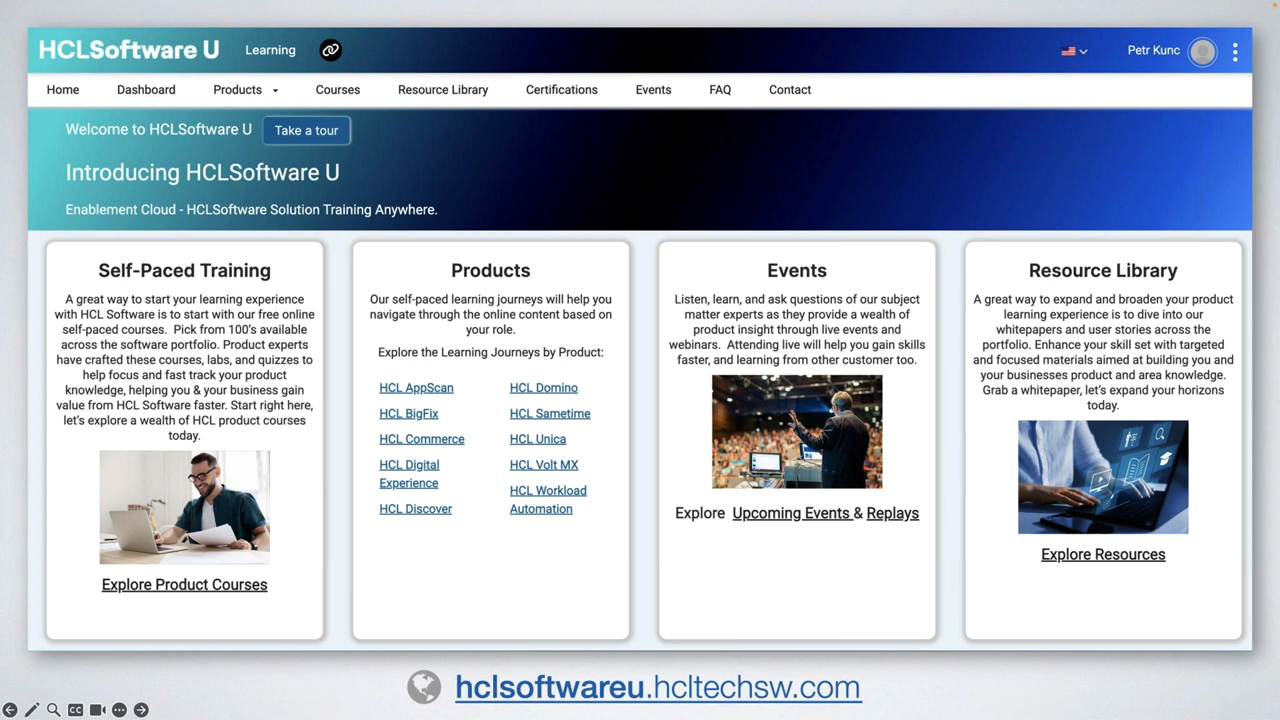 HCLSoftware U
Learning
Petr Kunc
Home
Dashboard
Products
Courses
Resource Library
Certifications
Events
FAQ
Contact
Welcome to HCLSoftware U
Take a tour
Introducing HCLSoftware U
Enablement Cloud - HCLSoftware Solution Training Anywhere.
Self-Paced Training
A great way to start your learning experience
with HCL Software is to start with our free online
self-paced courses.  Pick from 100's available
across the software portfolio. Product experts
have crafted these courses, labs, and quizzes to
help focus and fast track your product
knowledge, helping you & your business gain
value from HCL Software faster. Start right here,
let's explore a wealth of HCL product courses
today.
Explore Product Courses
Products
Our self-paced learning journeys will help you
navigate through the online content based on
your role.
Explore the Learning Journeys by Product:
HCL AppScan
HCL BigFix
HCL Commerce
HCL Digital
Experience
HCL Discover
HCL Domino
HCL Sametime
HCL Unica
HCL Volt MX
HCL Workload
Automation
Events
Listen, learn, and ask questions of our subject
matter experts as they provide a wealth of
product insight through live events and
webinars.  Attending live will help you gain skills
faster, and learning from other customer too.
Explore  Upcoming Events & Replays
Resource Library
A great way to expand and broaden your product
learning experience is to dive into our
whitepapers and user stories across the
portfolio. Enhance your skill set with targeted
and focused materials aimed at building you and
your businesses product and area knowledge.
Grab a whitepaper, let's expand your horizons
today.
Explore Resources
hclsoftwareu.hcltechsw.com
CC